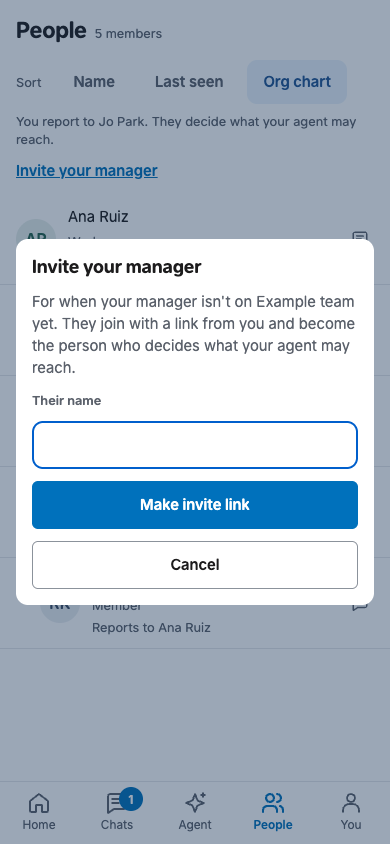 People 5 members
Sort Name Last seen Org chart
You report to Jo Park. They decide what your agent may
reach.
Invite your manager
Ana Ruiz
Invite your manager
For when your manager isn't on Example team
yet. They join with a link from you and become
the person who decides what your agent may
reach.
Their name
Make invite link
Cancel
Member
Reports to Ana Ruiz
1
Home Chats Agent People You